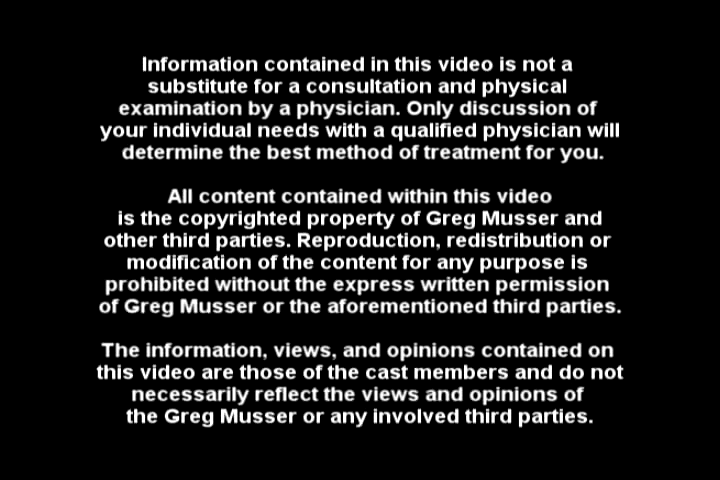 Information contained in this video is not a
substitute for a consultation and physical
examination by a physician. Only discussion of
your individual needs with a qualified physician will
determine the best method of treatment for you.
All content contained within this video
is the copyrighted property of Greg Musser and
other third parties. Reproduction, redistribution or
modification of the content for any purpose is
prohibited without the express written permission
of Greg Musser or the aforementioned third parties.
The information, views, and opinions contained on
this video are those of the cast members and do not
necessarily reflect the views and opinions of
the Greg Musser or any involved third parties.